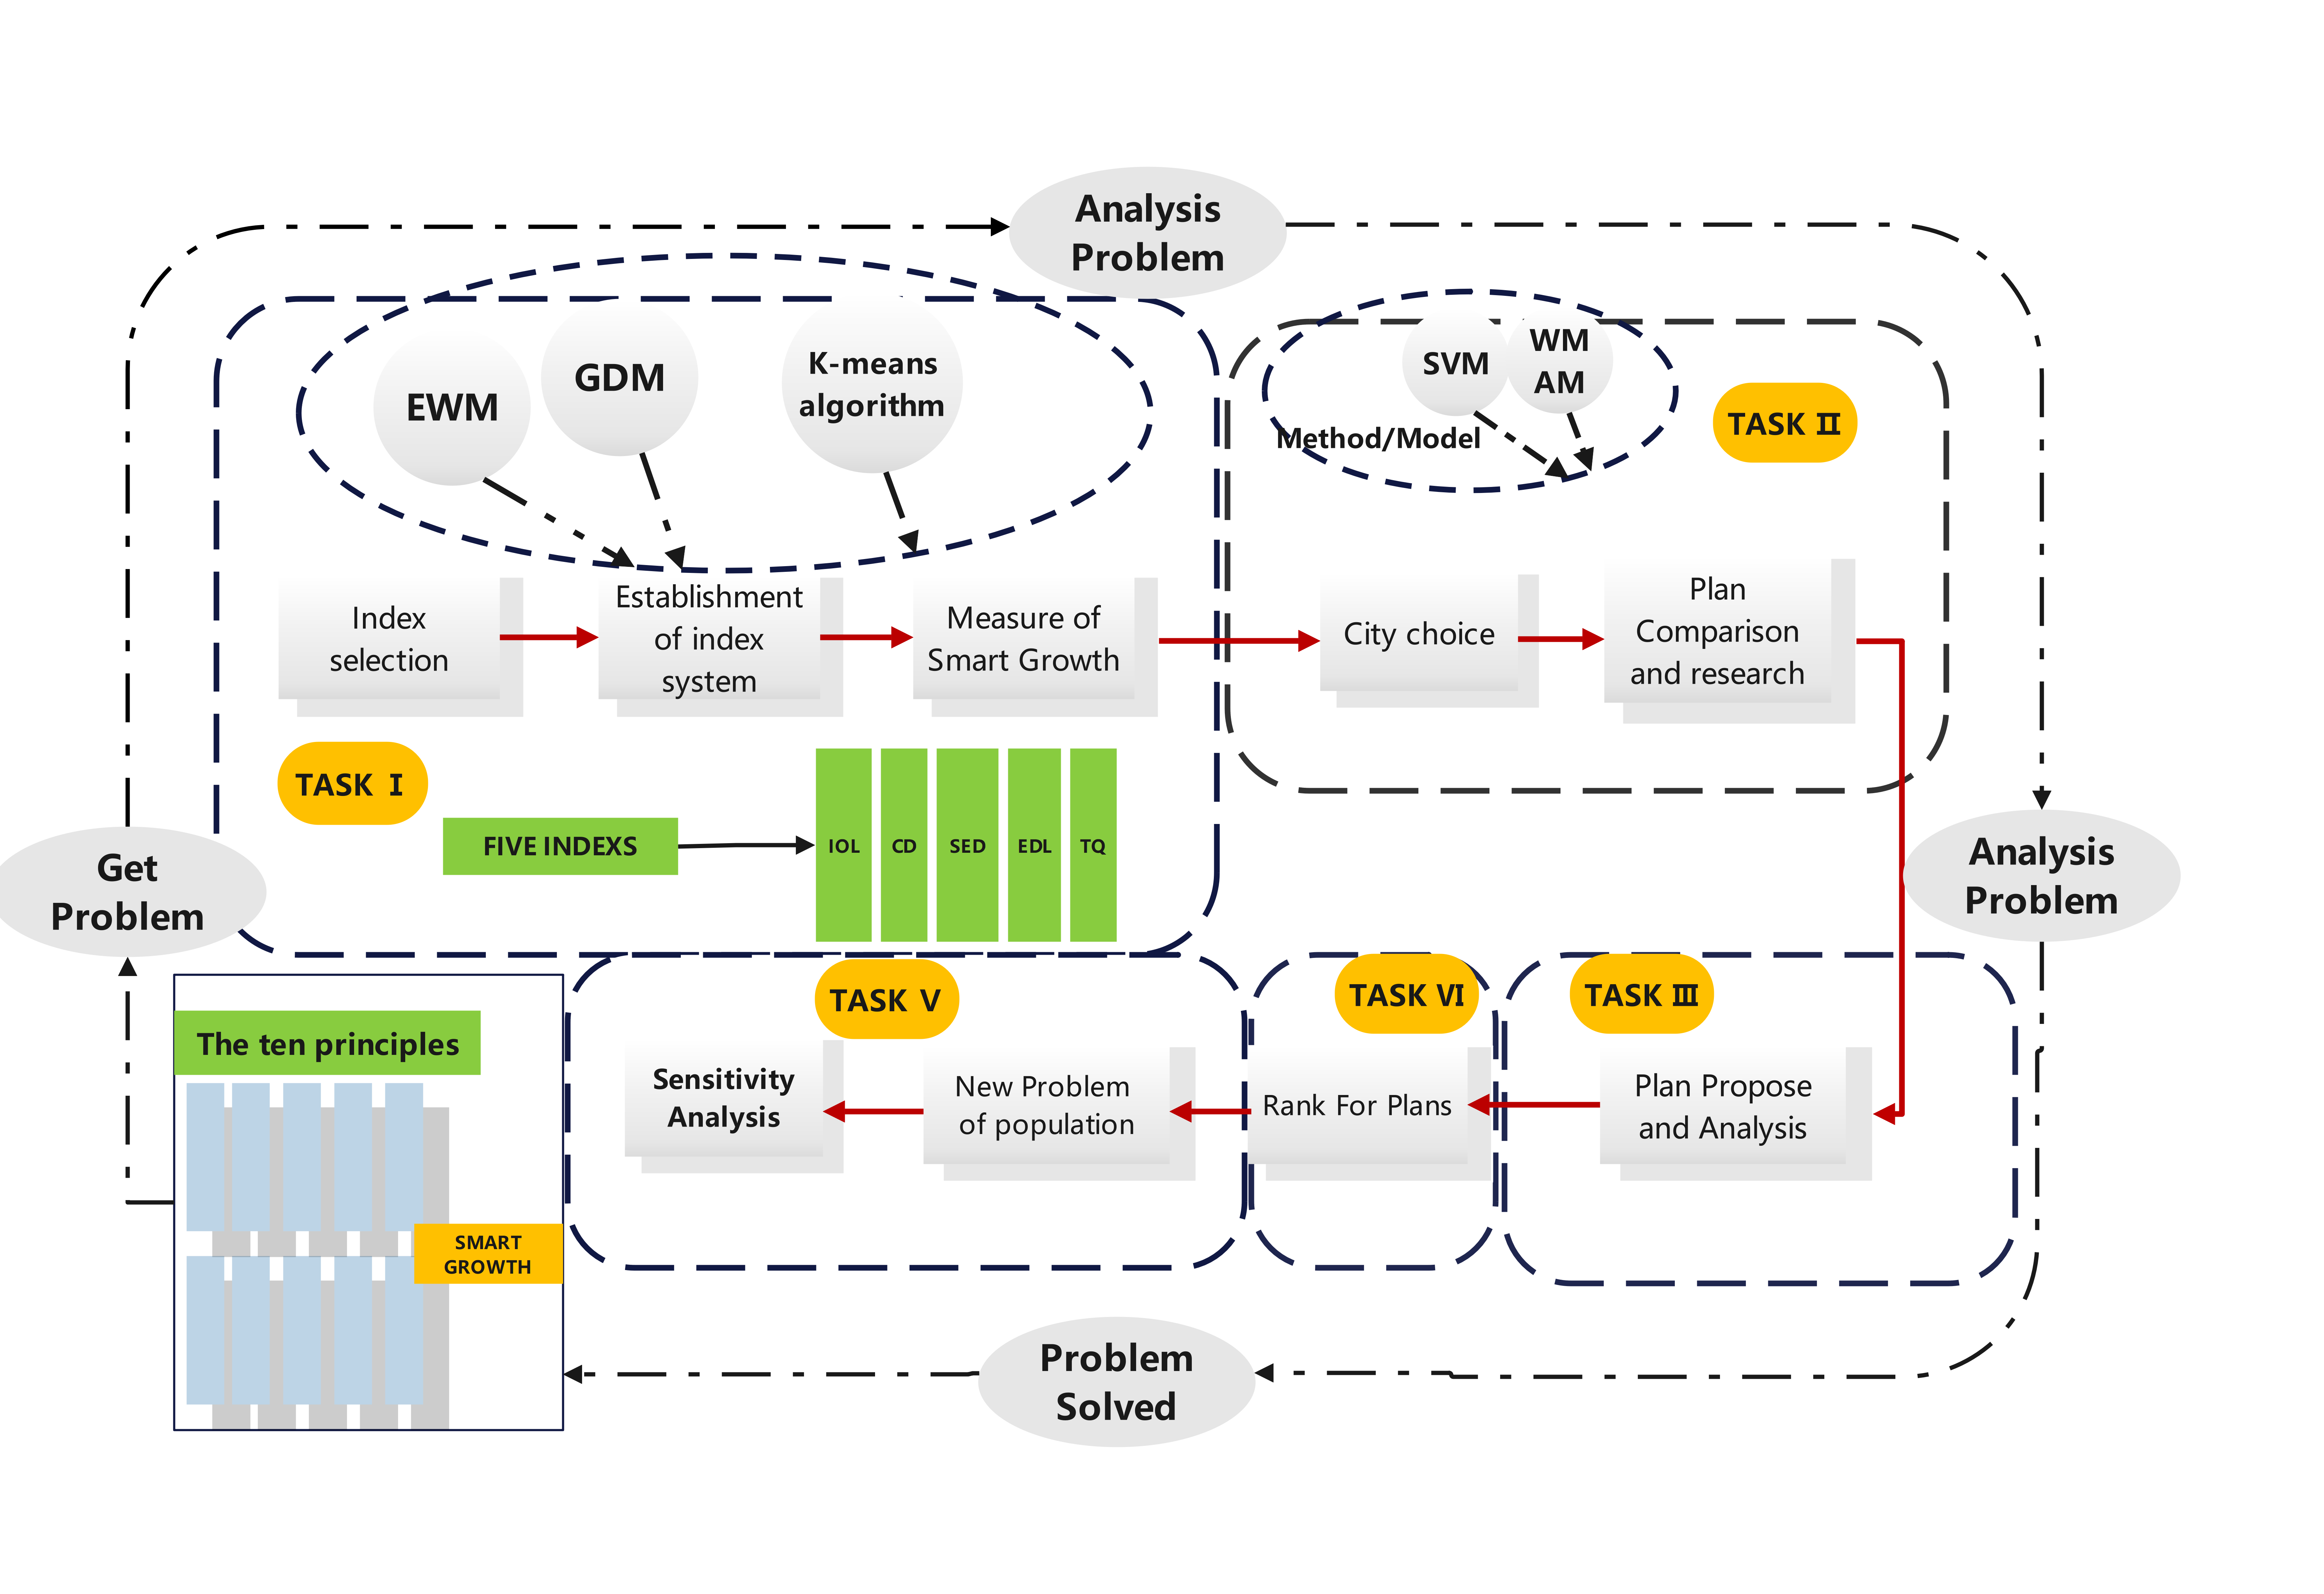 Analysis
Problem
EWM
GDM
K-means
algorithm
SVM
WM
AM
Method/Model
TASK Ⅱ
Index
selection
Establishment
of index
system
Measure of
Smart Growth
City choice
Plan
Comparison
and research
TASK Ⅰ
FIVE INDEXS
IOL
CD
SED
EDL
TQ
Get
Problem
Analysis
Problem
TASK Ⅴ
TASK Ⅵ
TASK Ⅲ
The ten principles
Sensitivity
Analysis
New Problem
of population
Rank For Plans
Plan Propose
and Analysis
SMART
GROWTH
Problem
Solved